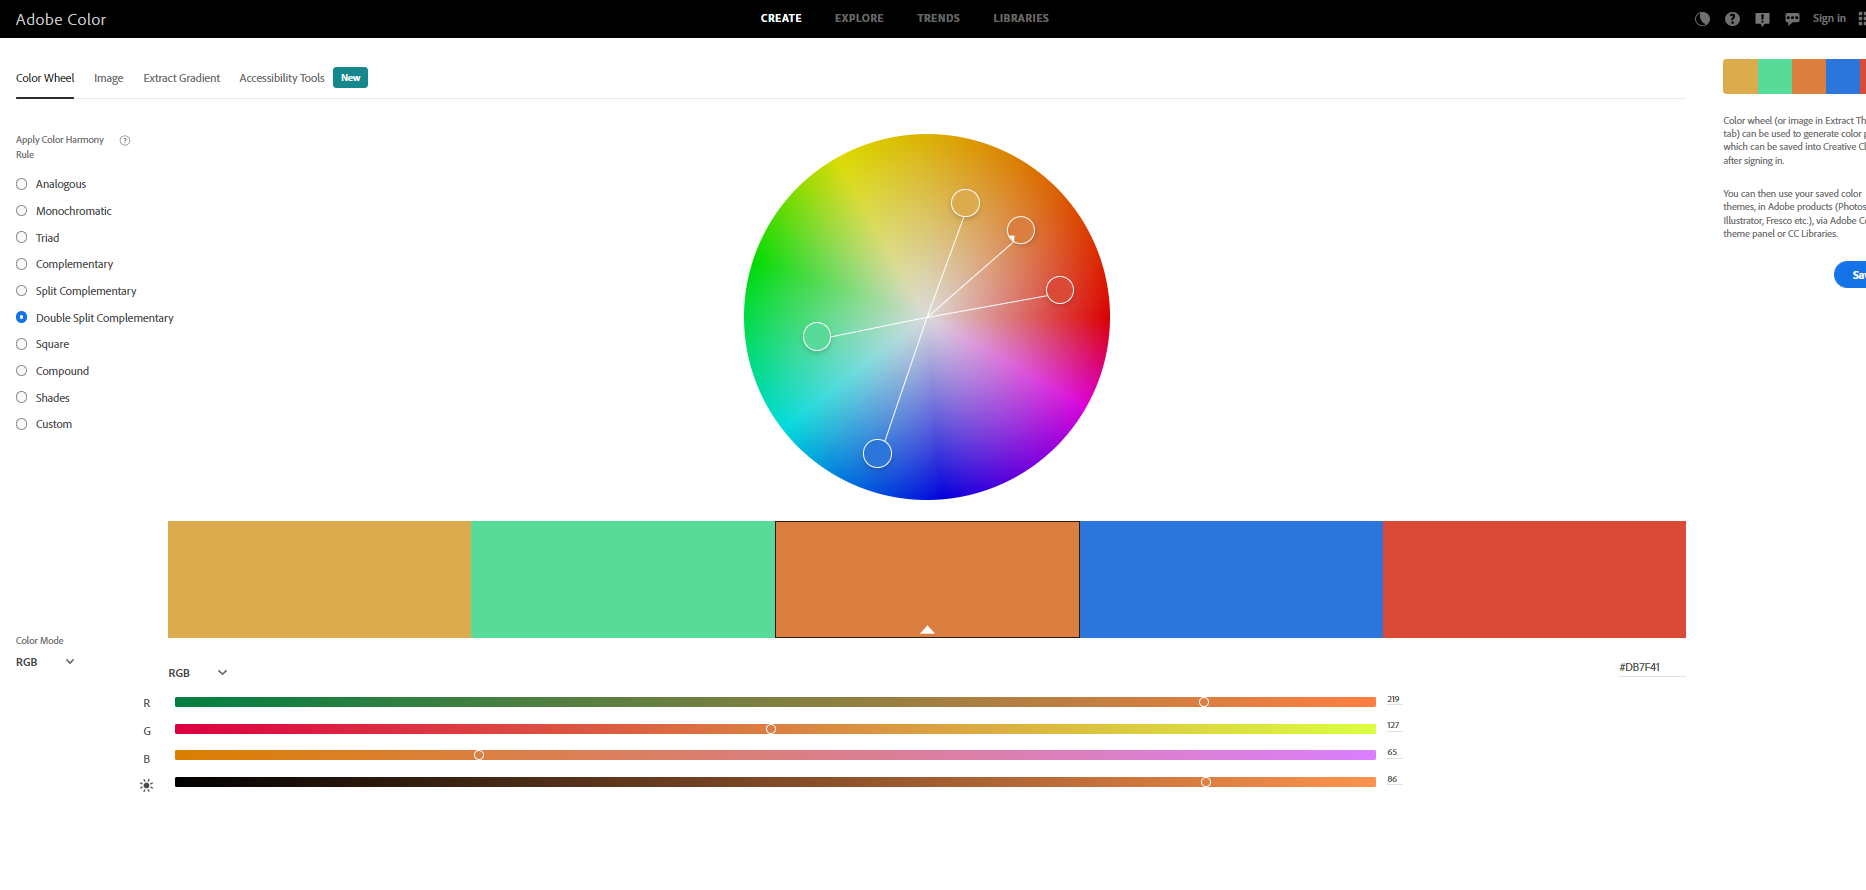 Adobe Color
CREATE EXPLORE TRENDS LIBRARIES
Sign in
Color Wheel Image Extract Gradient Accessibility Tools New
Apply Color Harmony
Rule
Analogous
Monochromatic
Triad
Complementary
Split Complementary
Double Split Complementary
Square
Compound
Shades
Custom
Color wheel (or image in Extract Th
tab) can be used to generate color p
which can be saved into Creative Cl
after signing in.
You can then use your saved color
themes, in Adobe products (Photos
Illustrator, Fresco etc.), via Adobe Co
theme panel or CC Libraries.
Sav
Color Mode
RGB
RGB
#DB7F41
R 219
G 127
B 65
86